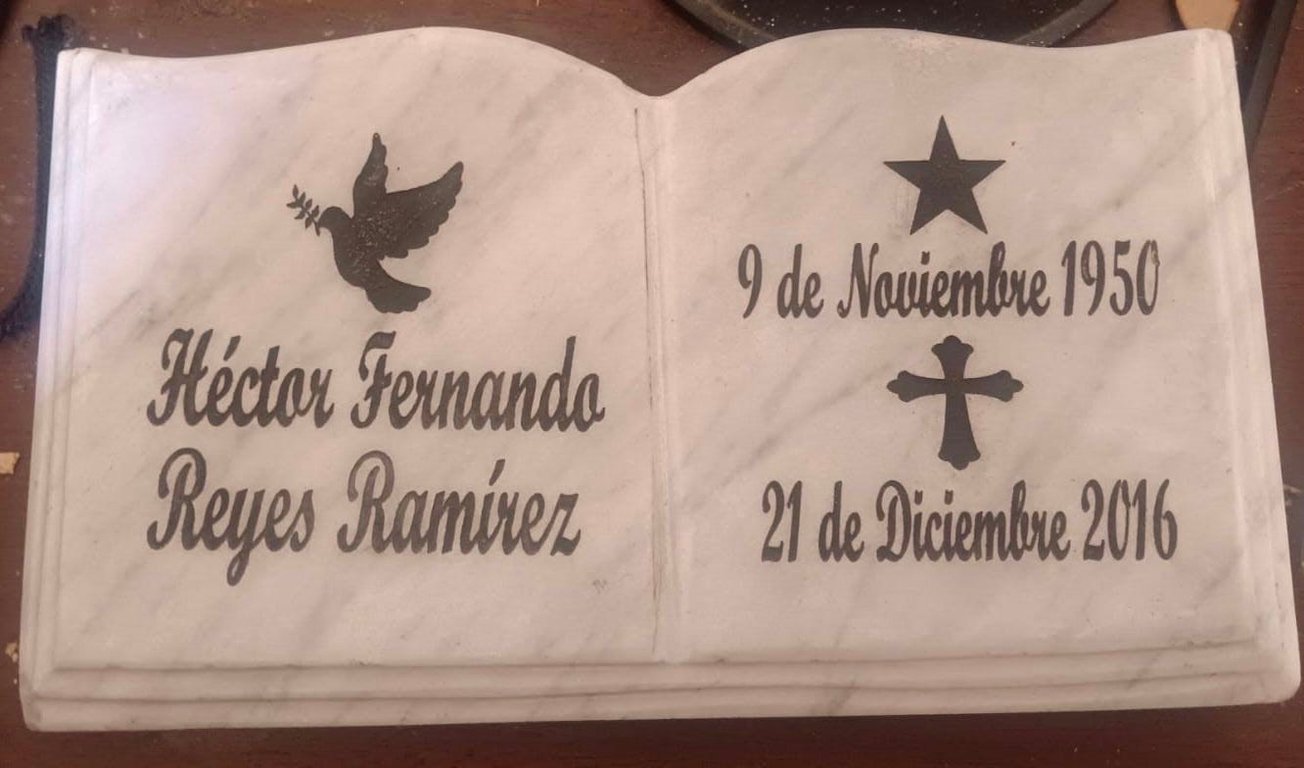 Héctor Fernando
Reyes Ramírez
9 de Noviembre 1950
21 de Diciembre 2016